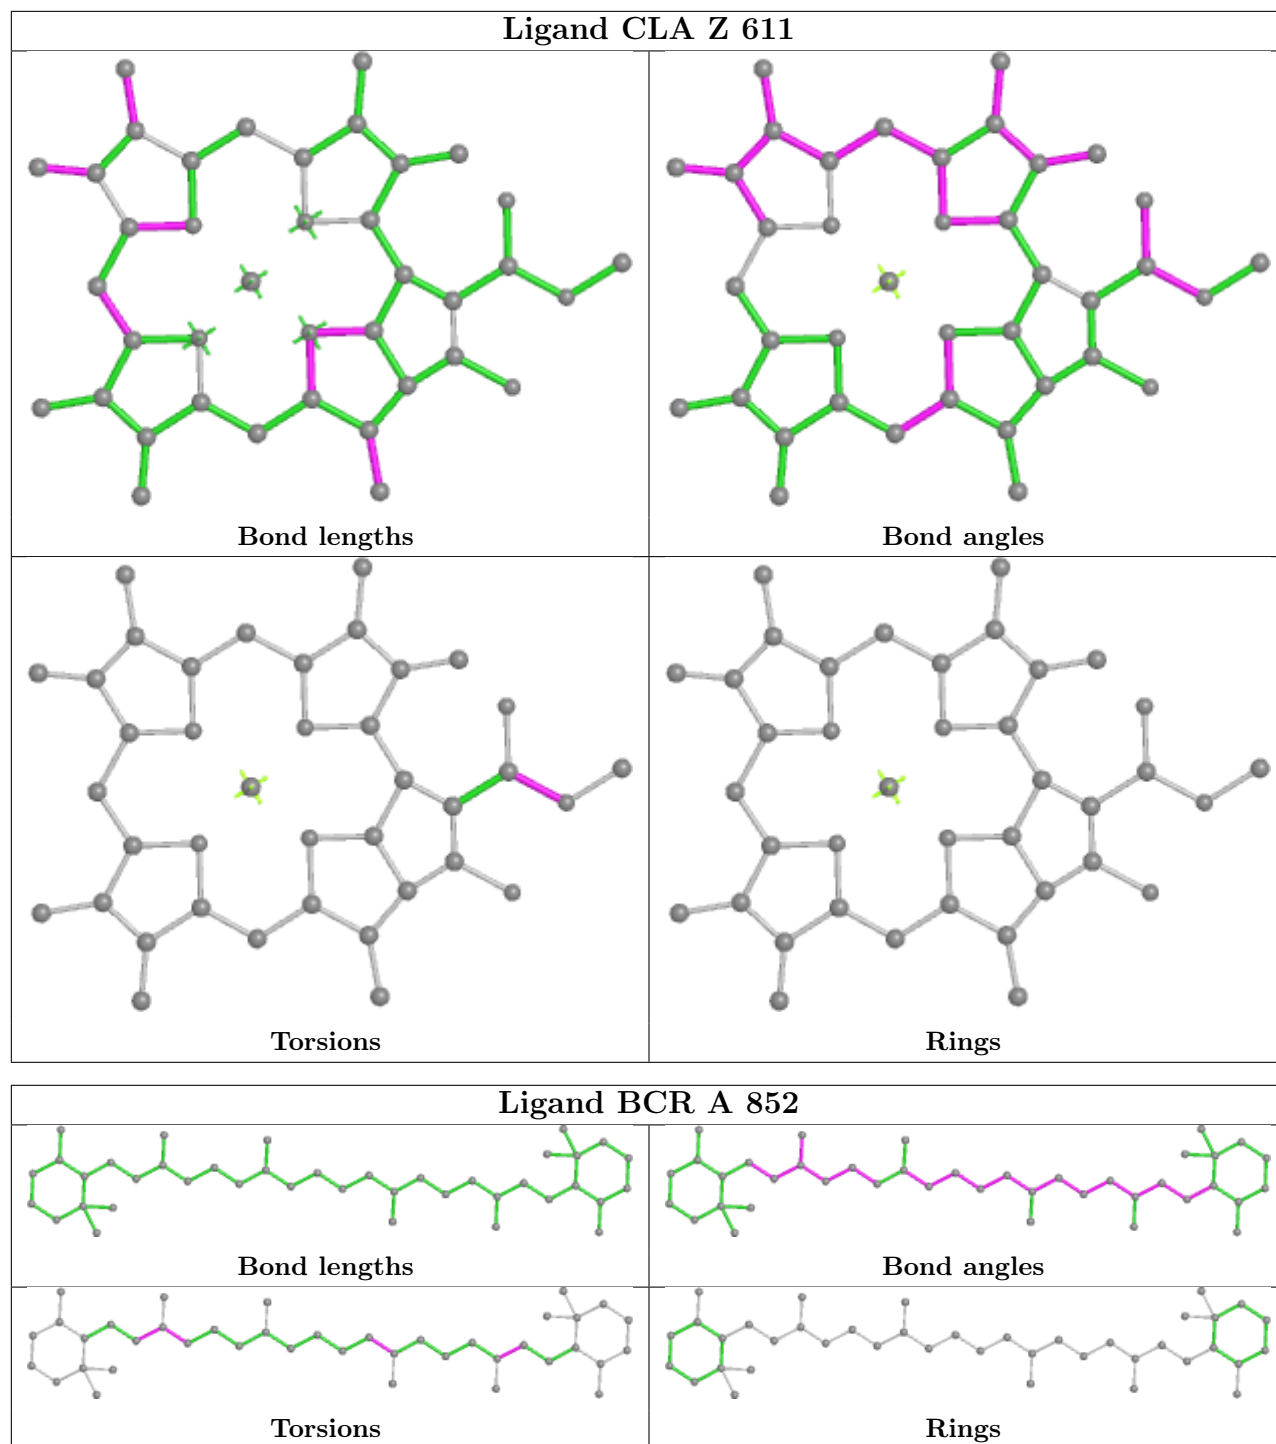 Ligand CLA Z 611
Bond lengths
Bond angles
Torsions
Rings
Ligand BCR A 852
Bond lengths
Bond angles
Torsions
Rings